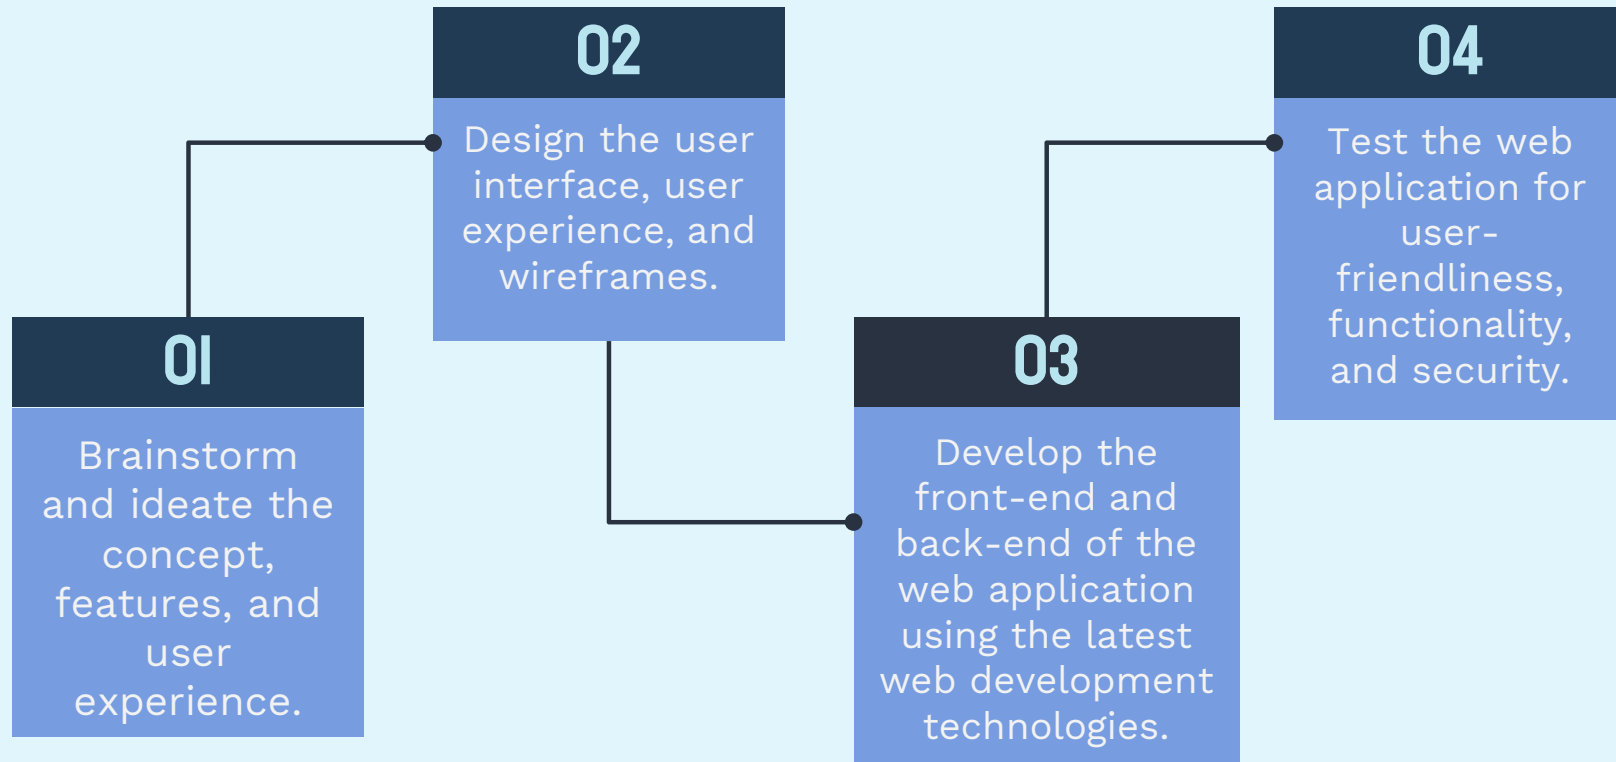 01
Brainstorm
and ideate the
concept,
features, and
user
experience.
02
Design the user
interface, user
experience, and
wireframes.
03
Develop the
front-end and
back-end of the
web application
using the latest
web development
technologies.
04
Test the web
application for
user-
friendliness,
functionality,
and security.